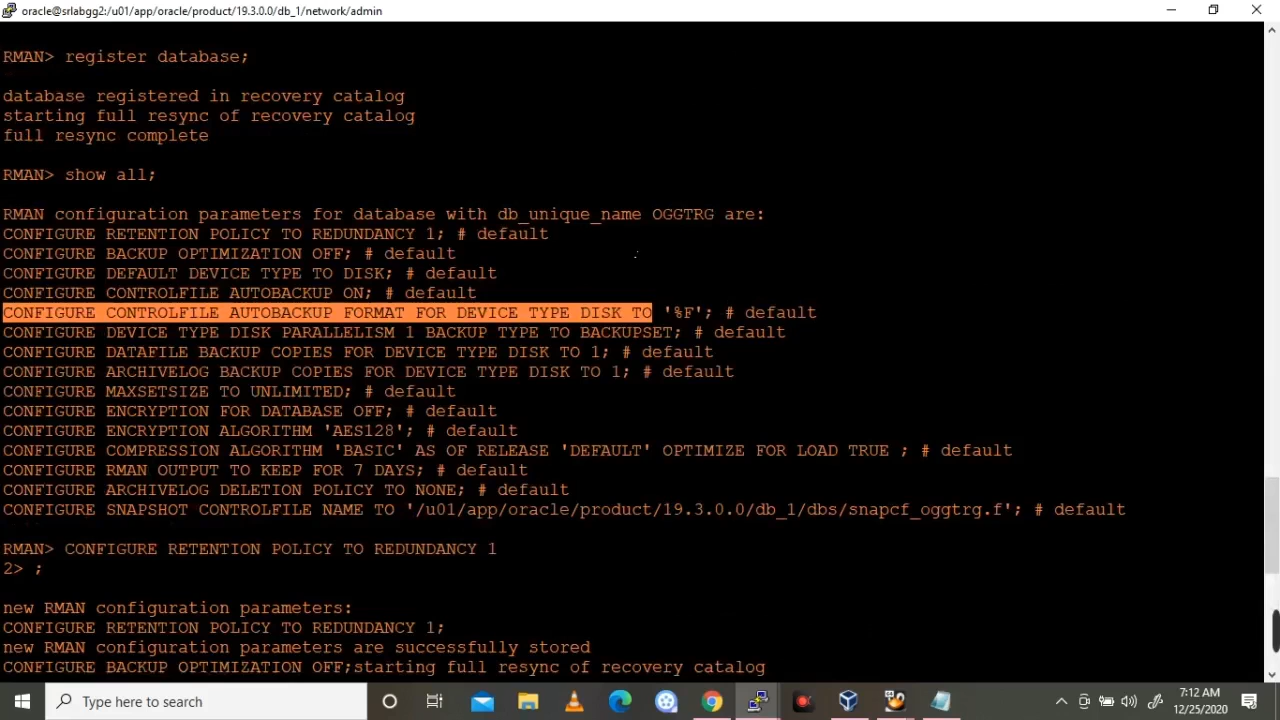 oracle@srlabgg2:/u01/app/oracle/product/19.3.0.0/db_1/network/admin
RMAN> register database;
database registered in recovery catalog
starting full resync of recovery catalog
full resync complete
RMAN> show all;
RMAN configuration parameters for database with db_unique_name OGGTRG are:
CONFIGURE RETENTION POLICY TO REDUNDANCY 1; # default
CONFIGURE BACKUP OPTIMIZATION OFF; # default
CONFIGURE DEFAULT DEVICE TYPE TO DISK; # default
CONFIGURE CONTROLFILE AUTOBACKUP ON; # default
CONFIGURE CONTROLFILE AUTOBACKUP FORMAT FOR DEVICE TYPE DISK TO '%F'; # default
CONFIGURE DEVICE TYPE DISK PARALLELISM 1 BACKUP TYPE TO BACKUPSET; # default
CONFIGURE DATAFILE BACKUP COPIES FOR DEVICE TYPE DISK TO 1; # default
CONFIGURE ARCHIVELOG BACKUP COPIES FOR DEVICE TYPE DISK TO 1; # default
CONFIGURE MAXSETSIZE TO UNLIMITED; # default
CONFIGURE ENCRYPTION FOR DATABASE OFF; # default
CONFIGURE ENCRYPTION ALGORITHM 'AES128'; # default
CONFIGURE COMPRESSION ALGORITHM 'BASIC' AS OF RELEASE 'DEFAULT' OPTIMIZE FOR LOAD TRUE ; # default
CONFIGURE RMAN OUTPUT TO KEEP FOR 7 DAYS; # default
CONFIGURE ARCHIVELOG DELETION POLICY TO NONE; # default
CONFIGURE SNAPSHOT CONTROLFILE NAME TO '/u01/app/oracle/product/19.3.0.0/db_1/dbs/snapcf_oggtrg.f'; # default
RMAN> CONFIGURE RETENTION POLICY TO REDUNDANCY 1
2> ;
new RMAN configuration parameters:
CONFIGURE RETENTION POLICY TO REDUNDANCY 1;
new RMAN configuration parameters are successfully stored
CONFIGURE BACKUP OPTIMIZATION OFF;starting full resync of recovery catalog
Type here to search
7:12 AM
12/25/2020